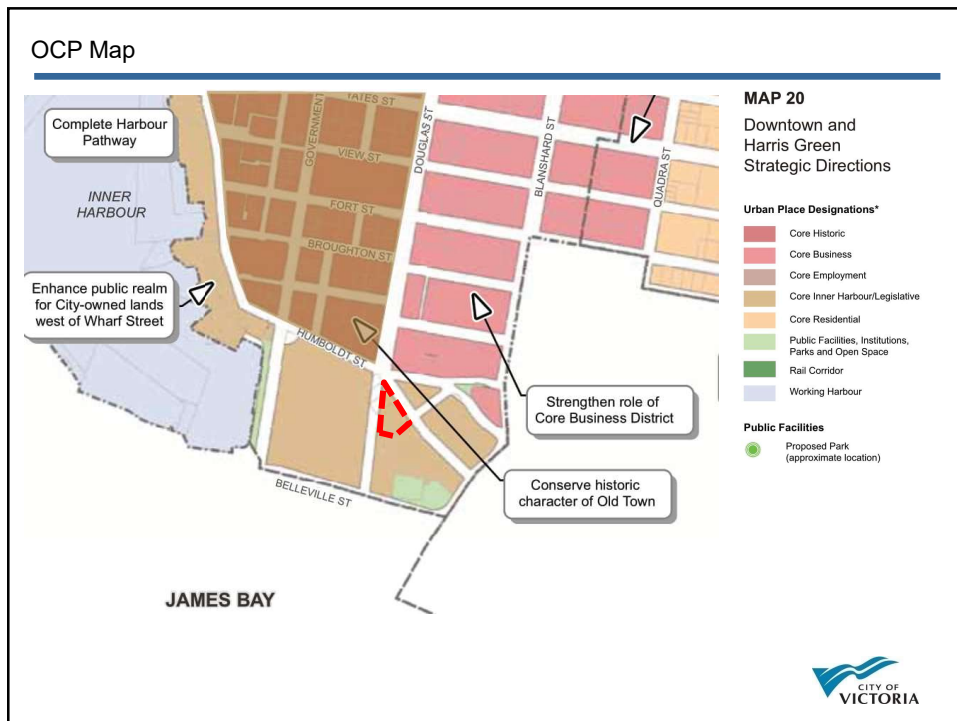 OCP Map
YATES ST
GOVERNMENT
VIEW ST
DOUGLAS ST
BLANSHARD ST
QUADRA ST
FORT ST
BROUGHTON ST
HUMBOLDT ST
BELLEVILLE ST
Complete Harbour
Pathway
INNER
HARBOUR
Enhance public realm
for City-owned lands
west of Wharf Street
Strengthen role of
Core Business District
Conserve historic
character of Old Town
JAMES BAY
MAP 20
Downtown and
Harris Green
Strategic Directions
Urban Place Designations*
Core Historic
Core Business
Core Employment
Core Inner Harbour/Legislative
Core Residential
Public Facilities, Institutions,
Parks and Open Space
Rail Corridor
Working Harbour
Public Facilities
Proposed Park
(approximate location)
CITY OF
VICTORIA